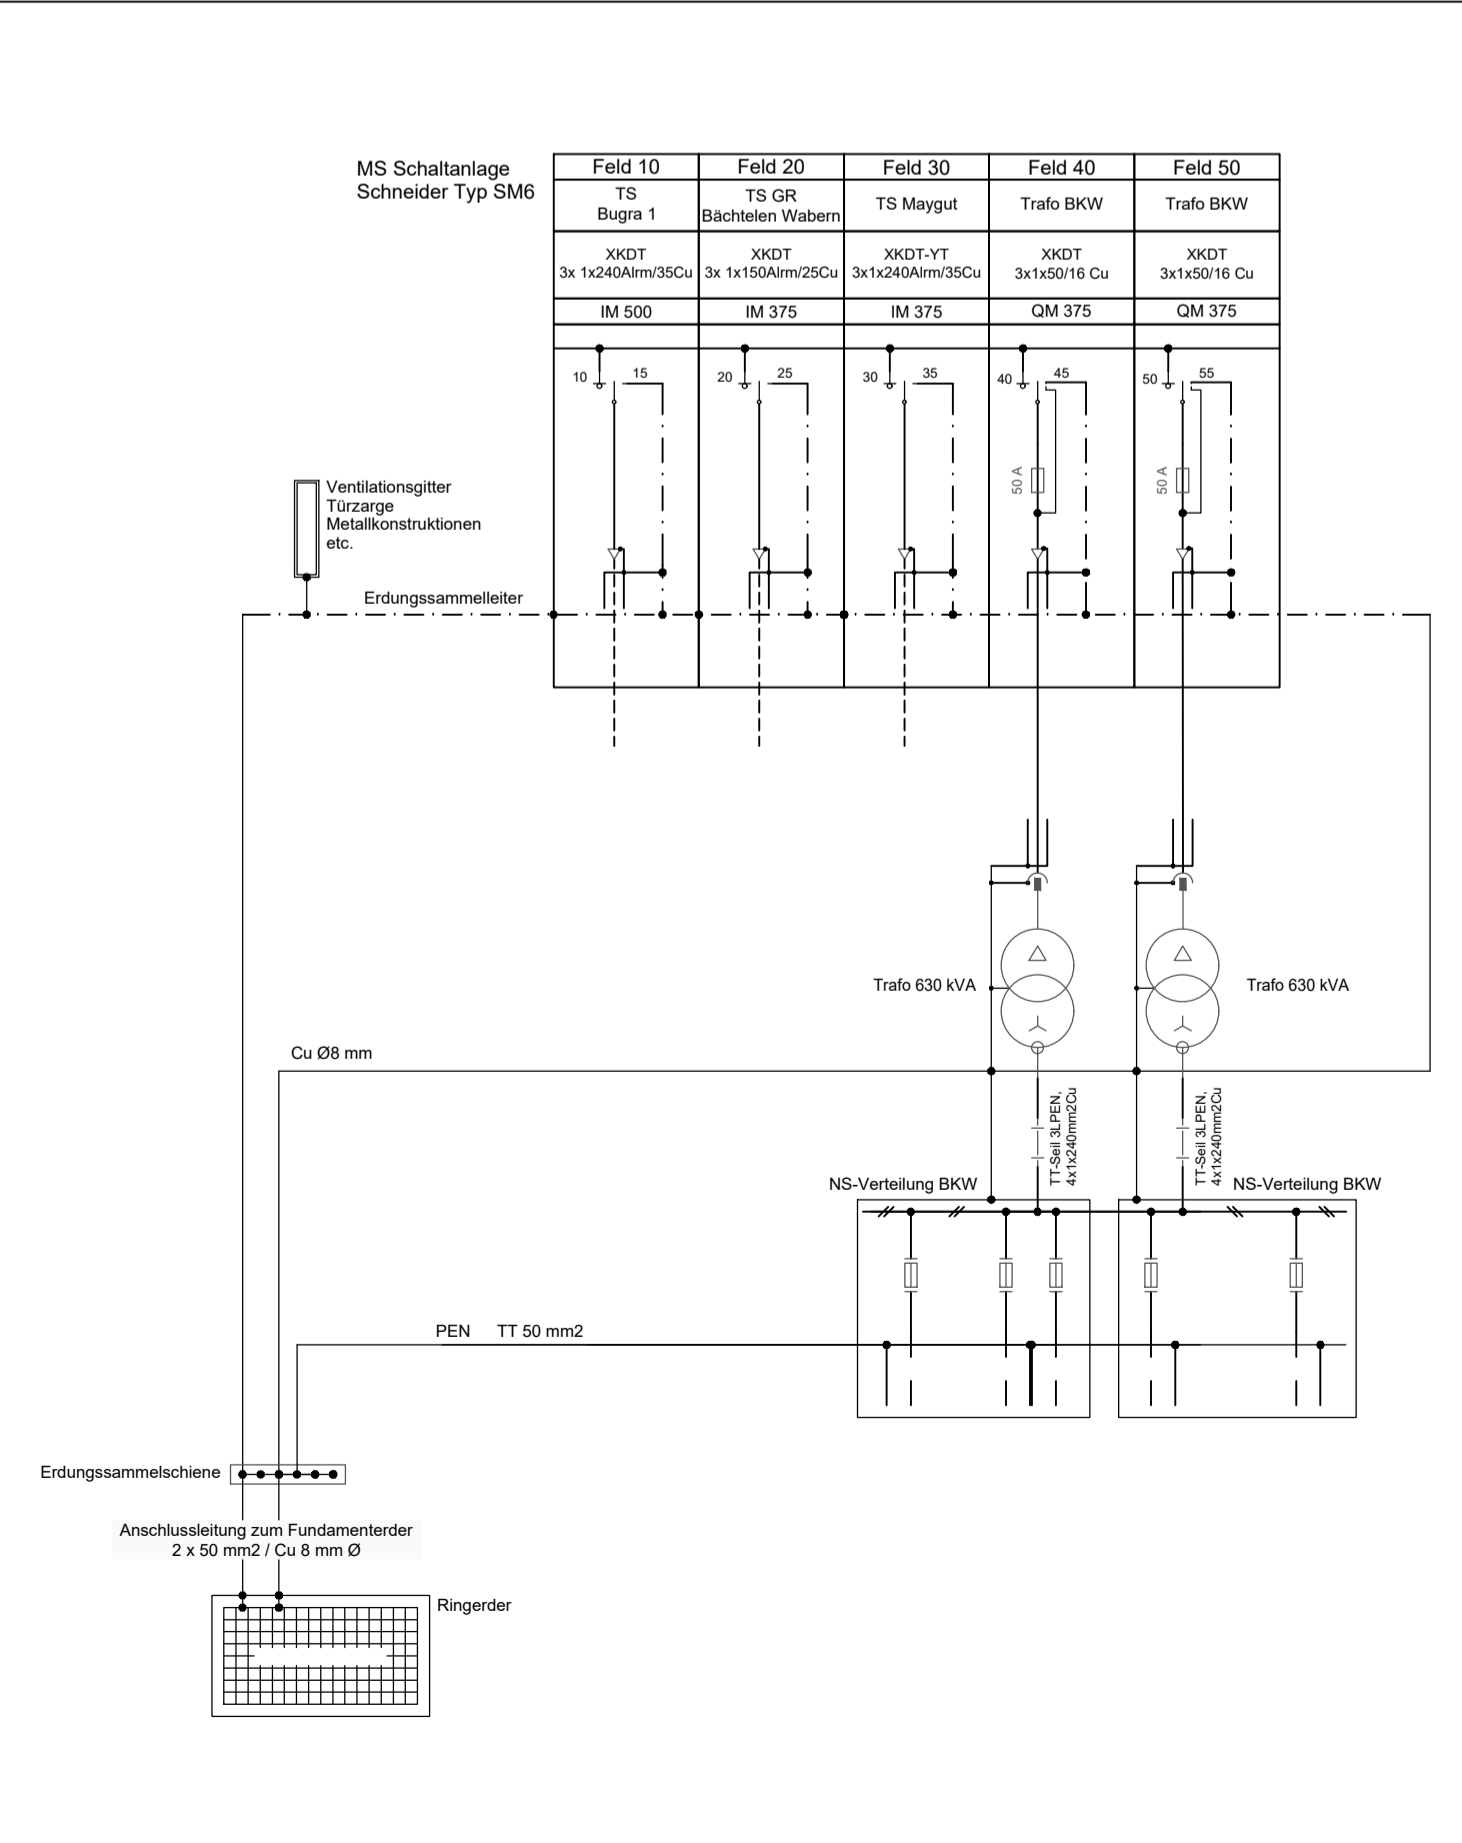 MS Schaltanlage
Schneider Typ SM6
Feld 10
Feld 20
Feld 30
Feld 40
Feld 50
TS
Bugra 1
TS GR
Bächtelen Wabern
TS Maygut
Trafo BKW
Trafo BKW
XKDT
3x 1x240Alrm/35Cu
XKDT
3x 1x150Alrm/25Cu
XKDT-YT
3x1x240Alrm/35Cu
XKDT
3x1x50/16 Cu
XKDT
3x1x50/16 Cu
IM 500
IM 375
IM 375
QM 375
QM 375
10
15
20
25
30
35
40
45
50
55
50 A
50 A
Ventilationsgitter
Türzarge
Metallkonstruktionen
etc.
Erdungssammelleiter
Trafo 630 kVA
Trafo 630 kVA
Cu Ø8 mm
TT-Seil 3LPEN,
4x1x240mm2Cu
TT-Seil 3LPEN,
4x1x240mm2Cu
NS-Verteilung BKW
NS-Verteilung BKW
PEN TT 50 mm2
Erdungssammelschiene
Anschlussleitung zum Fundamenterder
2 x 50 mm2 / Cu 8 mm Ø
Ringerder